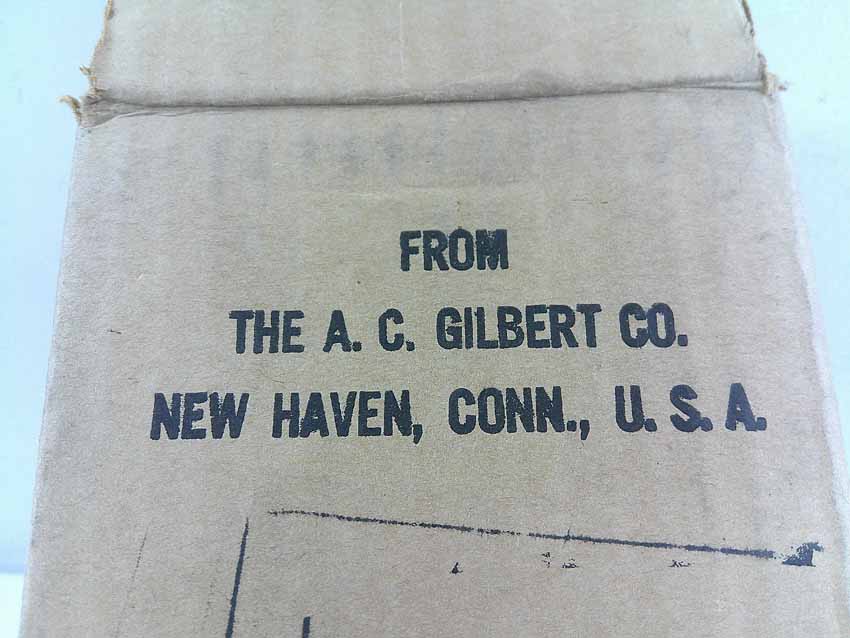 FROM
THE A. C. GILBERT CO.
NEW HAVEN, CONN., U. S. A.